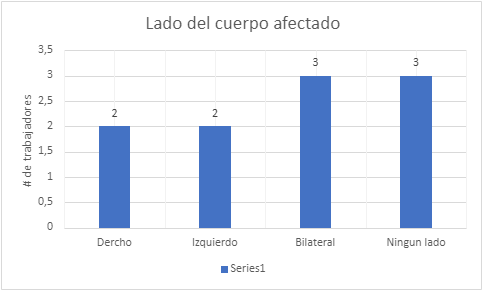 Lado del cuerpo afectado
# de trabajadores
3,5
3
2,5
2
1,5
1
0,5
0
2
2
3
3
Dercho
Izquierdo
Bilateral
Ningun lado
Series1